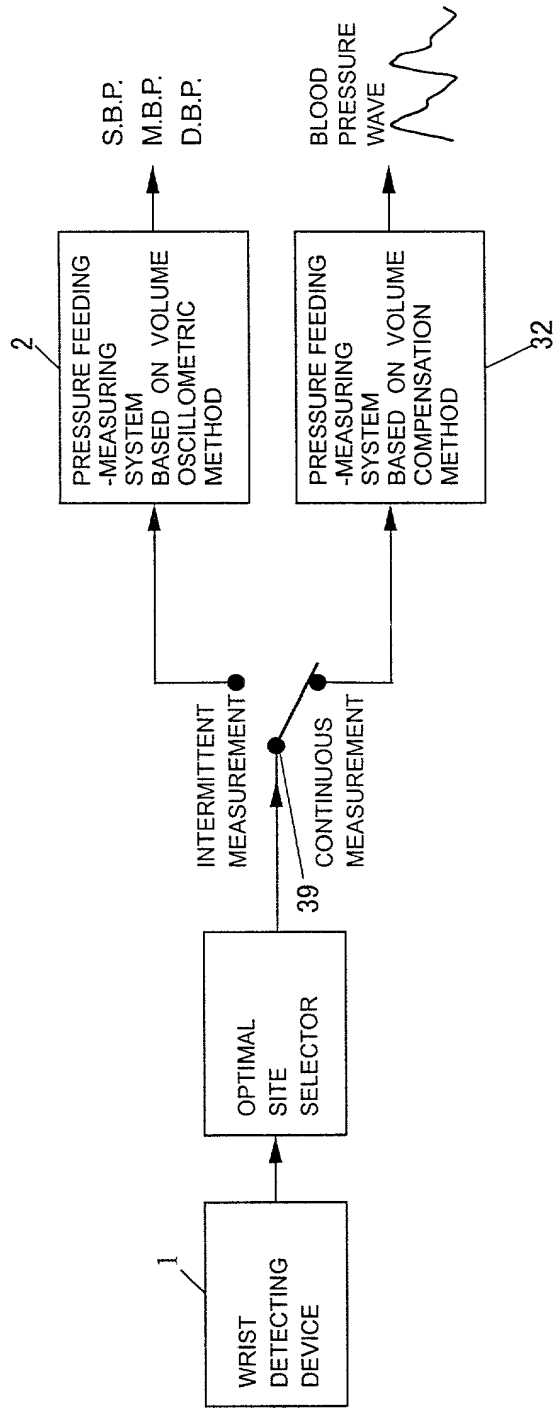 1
WRIST
DETECTING
DEVICE
OPTIMAL
SITE
SELECTOR
INTERMITTENT
MEASUREMENT
39
CONTINUOUS
MEASUREMENT
2
PRESSURE FEEDING
-MEASURING
SYSTEM
BASED ON VOLUME
OSCILLOMETRIC
METHOD
S.B.P.
M.B.P.
D.B.P.
PRESSURE FEEDING
-MEASURING
SYSTEM
BASED ON VOLUME
COMPENSATION
METHOD
32
BLOOD
PRESSURE
WAVE